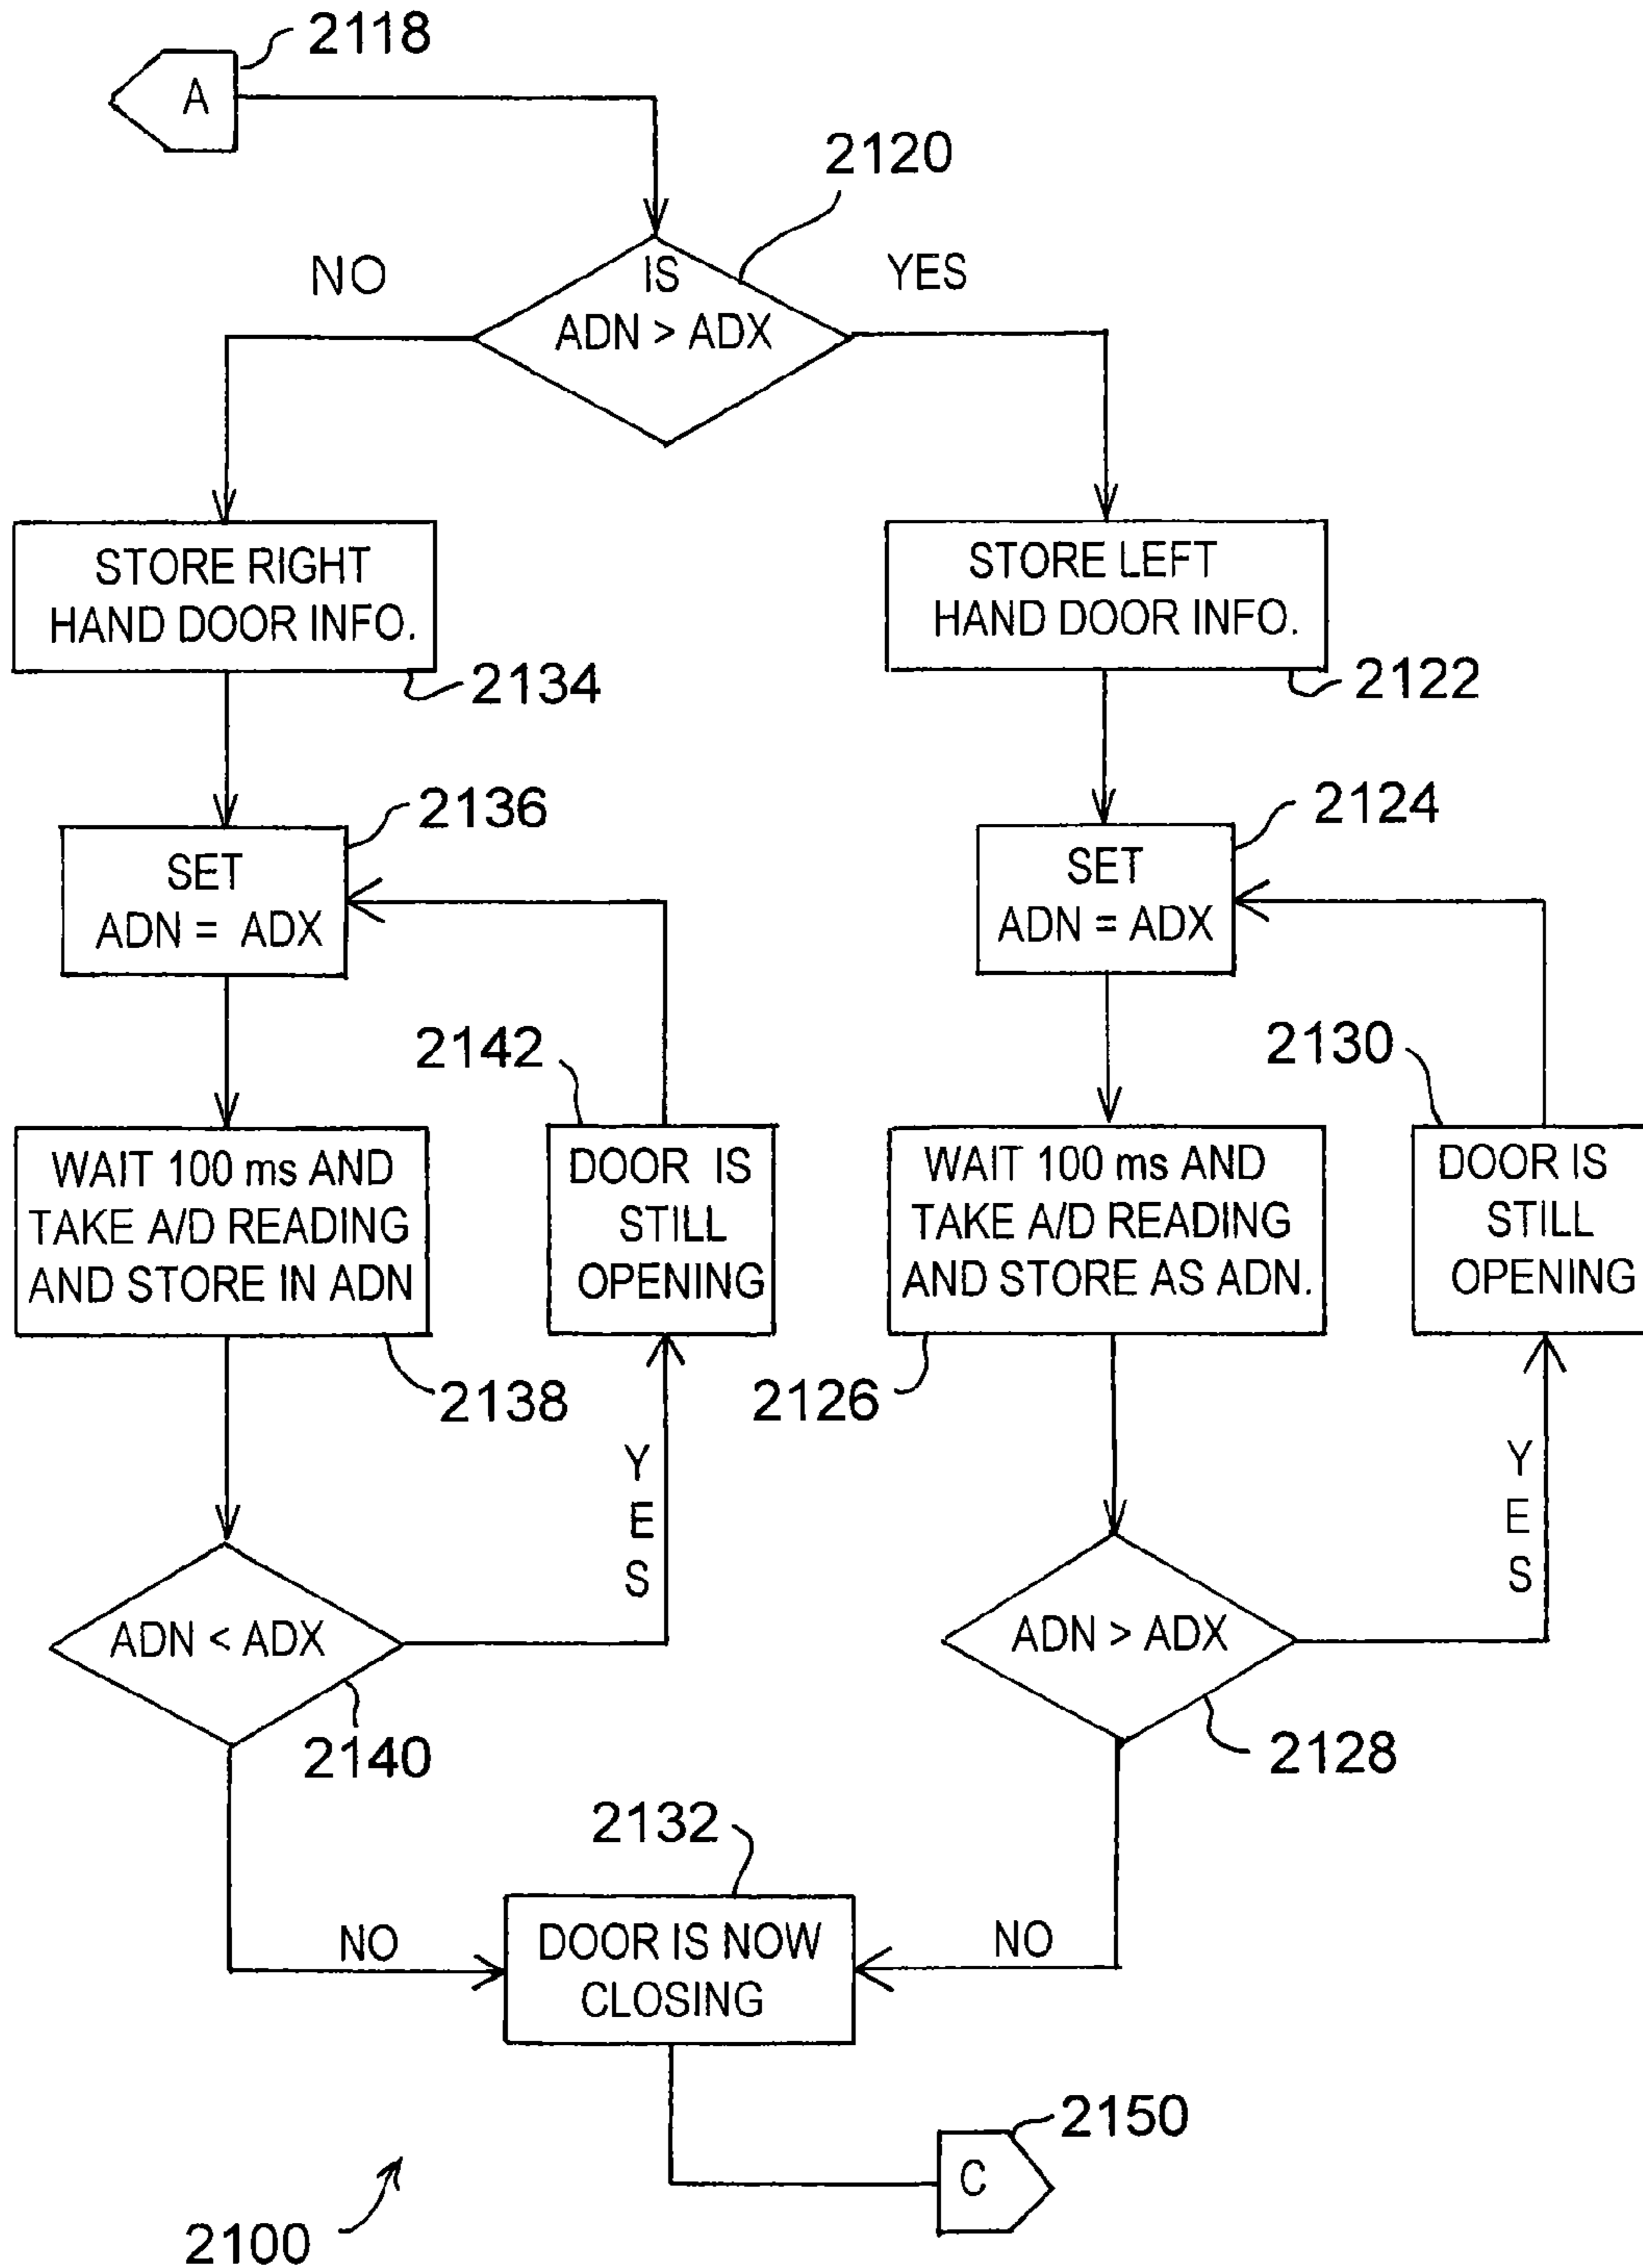 2118
A
2120
NO
IS
YES
ADN > ADX
STORE RIGHT
HAND DOOR INFO.
STORE LEFT
HAND DOOR INFO.
2134
2122
2136
2124
SET
ADN = ADX
SET
ADN = ADX
2142
2130
WAIT 100 ms AND
TAKE A/D READING
AND STORE IN ADN
DOOR IS
STILL
OPENING
WAIT 100 ms AND
TAKE A/D READING
AND STORE AS ADN.
DOOR IS
STILL
OPENING
2138
2126
YES
YES
ADN < ADX
ADN > ADX
2140
2128
2132
NO
DOOR IS NOW
CLOSING
NO
2150
C
2100